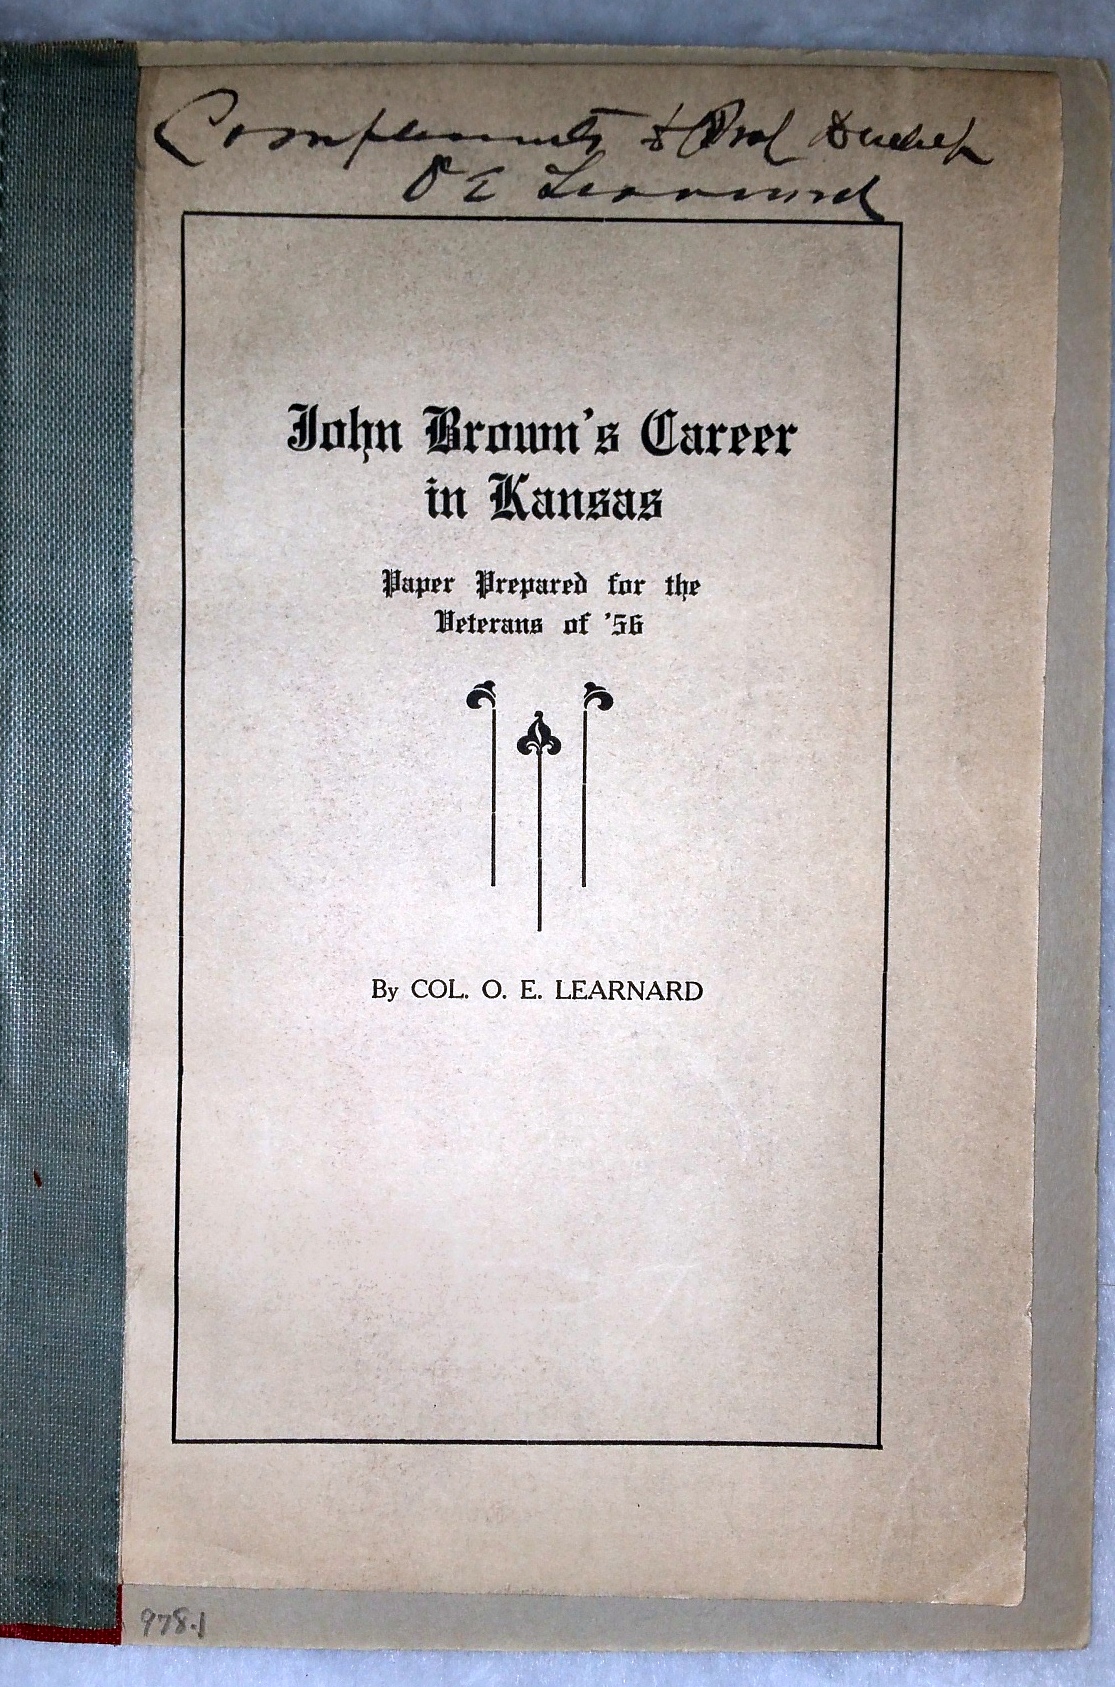 Compliments to Prof
O E Learnard
John Brown's Career
in Kansas
Paper Prepared for the
Veterans of '56
By COL. O. E. LEARNARD
978.1